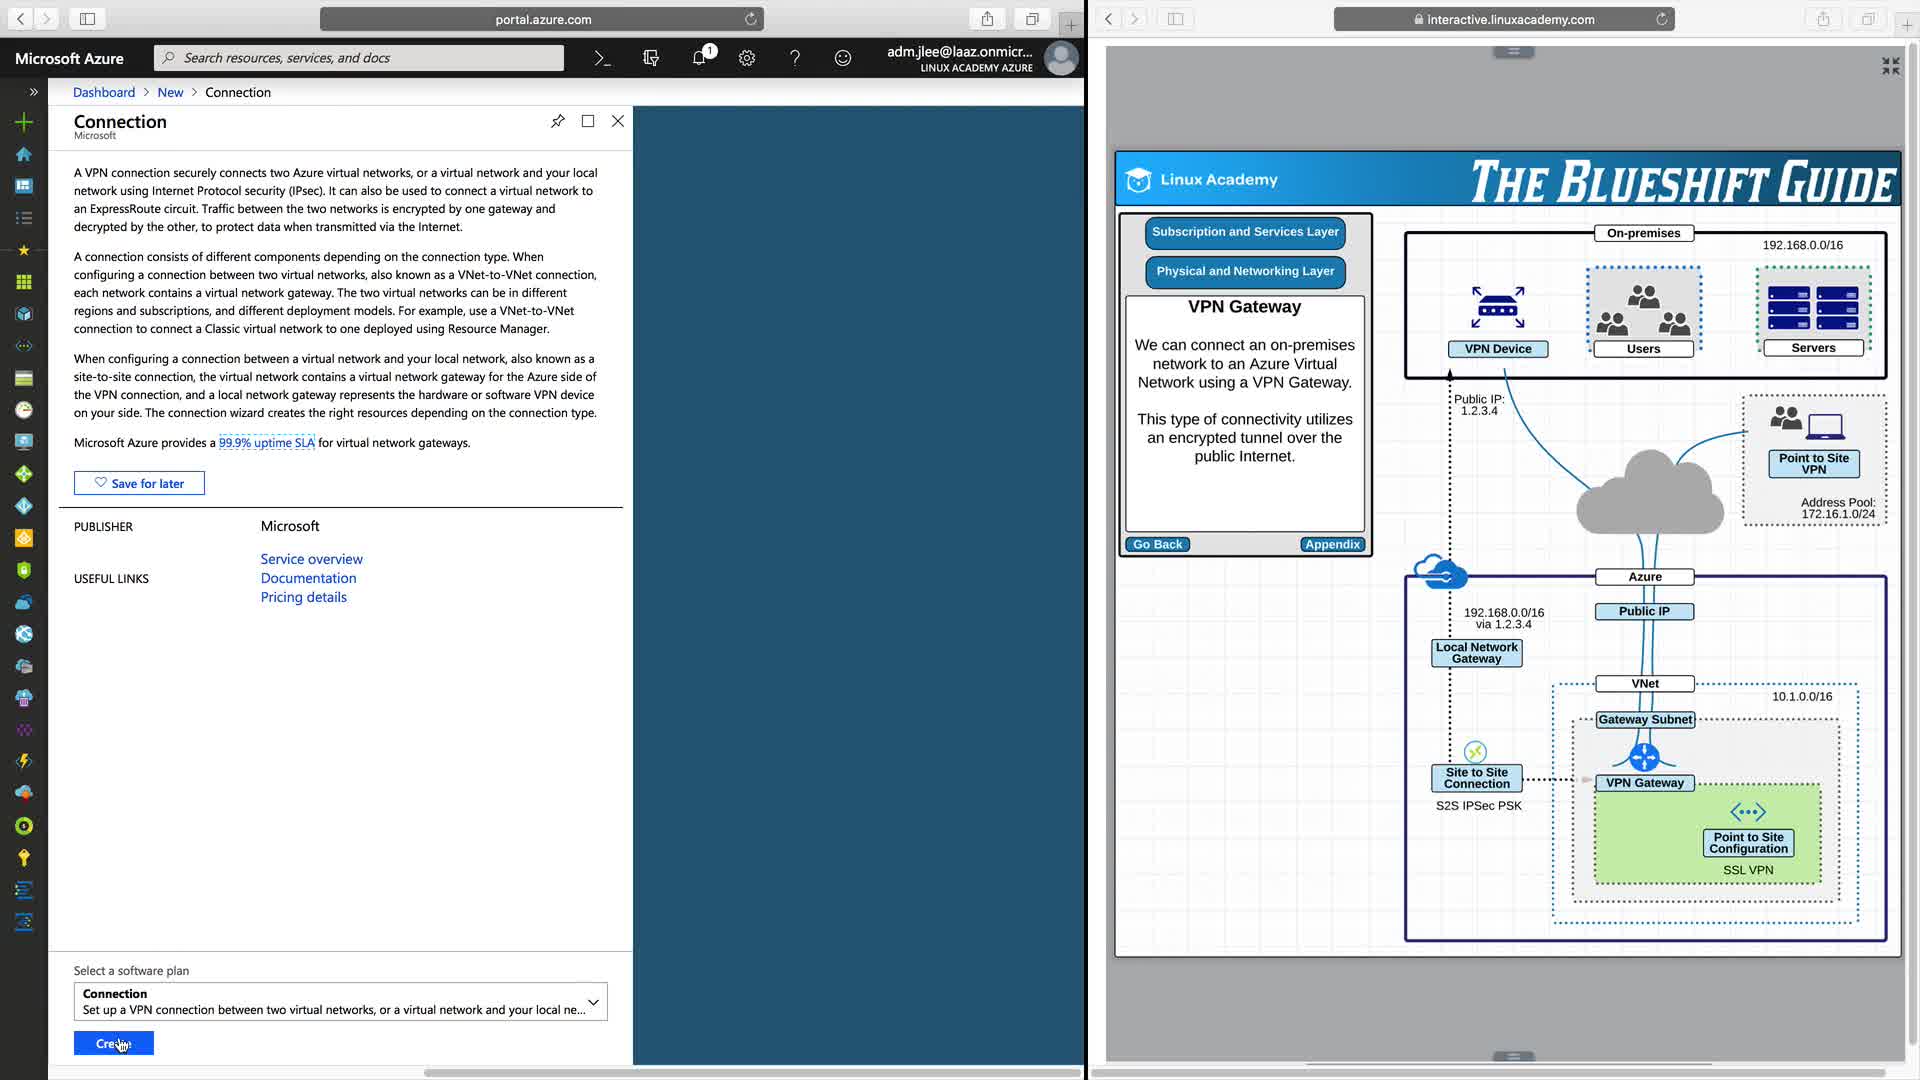 portal.azure.com
Microsoft Azure
Search resources, services, and docs
1
adm.jlee@laaz.onmicr...
LINUX ACADEMY AZURE
Dashboard > New > Connection
Connection
Microsoft
A VPN connection securely connects two Azure virtual networks, or a virtual network and your local
network using Internet Protocol security (IPsec). It can also be used to connect a virtual network to
an ExpressRoute circuit. Traffic between the two networks is encrypted by one gateway and
decrypted by the other, to protect data when transmitted via the Internet.
A connection consists of different components depending on the connection type. When
configuring a connection between two virtual networks, also known as a VNet-to-VNet connection,
each network contains a virtual network gateway. The two virtual networks can be in different
regions and subscriptions, and different deployment models. For example, use a VNet-to-VNet
connection to connect a Classic virtual network to one deployed using Resource Manager.
When configuring a connection between a virtual network and your local network, also known as a
site-to-site connection, the virtual network contains a virtual network gateway for the Azure side of
the VPN connection, and a local network gateway represents the hardware or software VPN device
on your side. The connection wizard creates the right resources depending on the connection type.
Microsoft Azure provides a 99.9% uptime SLA for virtual network gateways.
Save for later
PUBLISHER
Microsoft
USEFUL LINKS
Service overview
Documentation
Pricing details
Select a software plan
Connection
Set up a VPN connection between two virtual networks, or a virtual network and your local ne...
interactive.linuxacademy.com
Linux Academy
THE BLUESHIFT GUIDE
Subscription and Services Layer
Physical and Networking Layer
VPN Gateway
We can connect an on-premises
network to an Azure Virtual
Network using a VPN Gateway.
This type of connectivity utilizes
an encrypted tunnel over the
public Internet.
Go Back
Appendix
On-premises
192.168.0.0/16
VPN Device
Users
Servers
Public IP:
1.2.3.4
Point to Site
VPN
Address Pool:
172.16.1.0/24
Azure
Public IP
192.168.0.0/16
via 1.2.3.4
Local Network
Gateway
VNet
10.1.0.0/16
Gateway Subnet
Site to Site
Connection
S2S IPSec PSK
VPN Gateway
Point to Site
Configuration
SSL VPN